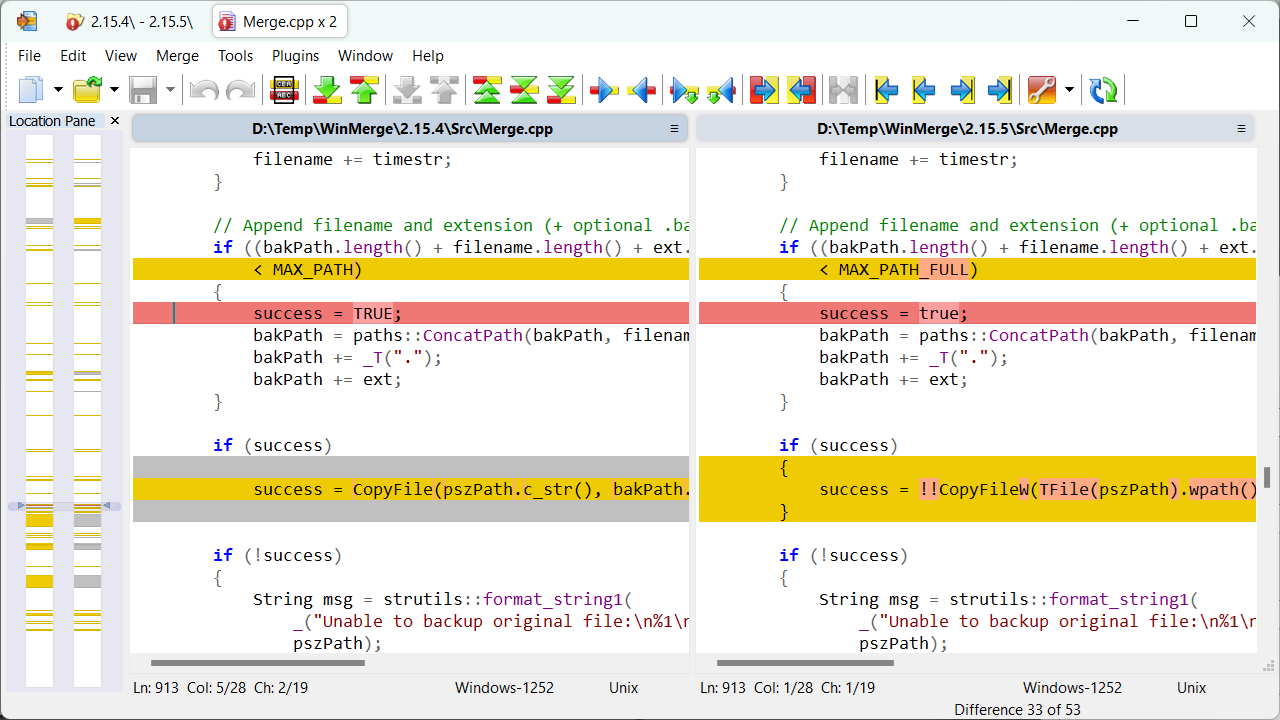 2.15.4\ - 2.15.5\
Merge.cpp x 2
File Edit View Merge Tools Plugins Window Help
Location Pane
D:\Temp\WinMerge\2.15.4\Src\Merge.cpp
filename += timestr;
}
// Append filename and extension (+ optional .ba
if ((bakPath.length() + filename.length() + ext.
< MAX_PATH)
{
success = TRUE;
bakPath = paths::ConcatPath(bakPath, filenam
bakPath += _T(".");
bakPath += ext;
}
if (success)
success = CopyFile(pszPath.c_str(), bakPath.
if (!success)
{
String msg = strutils::format_string1(
_("Unable to backup original file:\n%1\n
pszPath);
Ln: 913 Col: 5/28 Ch: 2/19
Windows-1252
Unix
D:\Temp\WinMerge\2.15.5\Src\Merge.cpp
filename += timestr;
}
// Append filename and extension (+ optional .ba
if ((bakPath.length() + filename.length() + ext.
< MAX_PATH_FULL)
{
success = true;
bakPath = paths::ConcatPath(bakPath, filenam
bakPath += _T(".");
bakPath += ext;
}
if (success)
{
success = !!CopyFileW(TFile(pszPath).wpath()
}
if (!success)
{
String msg = strutils::format_string1(
_("Unable to backup original file:\n%1\n
pszPath);
Ln: 913 Col: 1/28 Ch: 1/19
Windows-1252
Unix
Difference 33 of 53